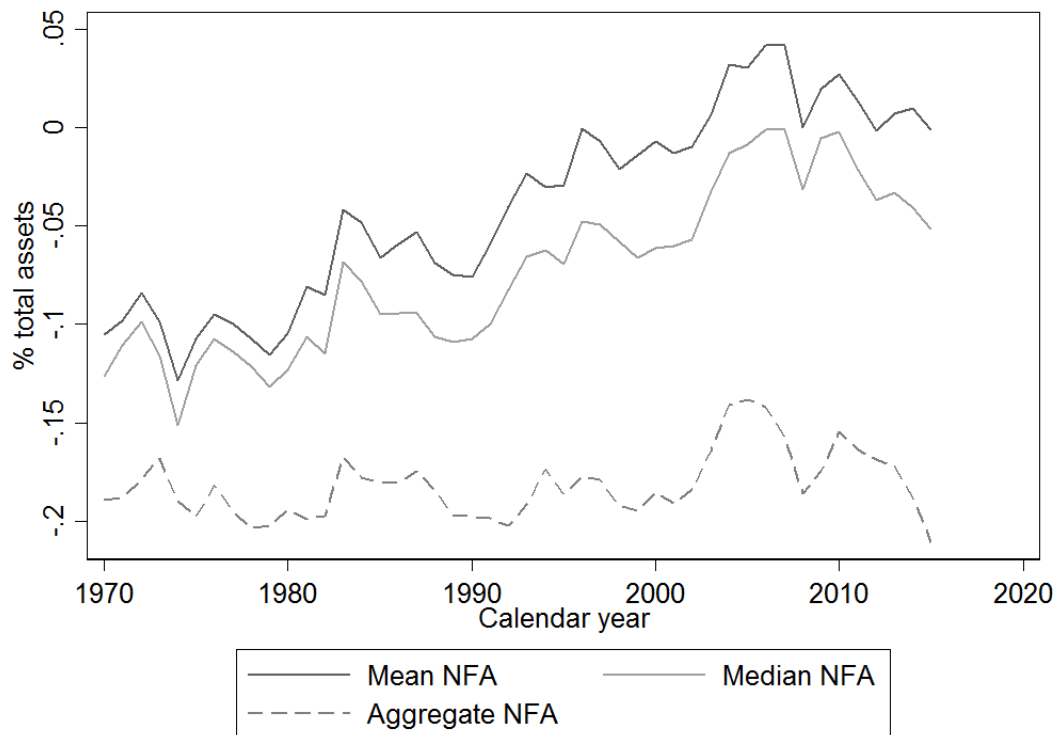 .05
0
-.05
-.1
-.15
-.2
% total assets
1970 1980 1990 2000 2010 2020
Calendar year
Mean NFA Median NFA
Aggregate NFA